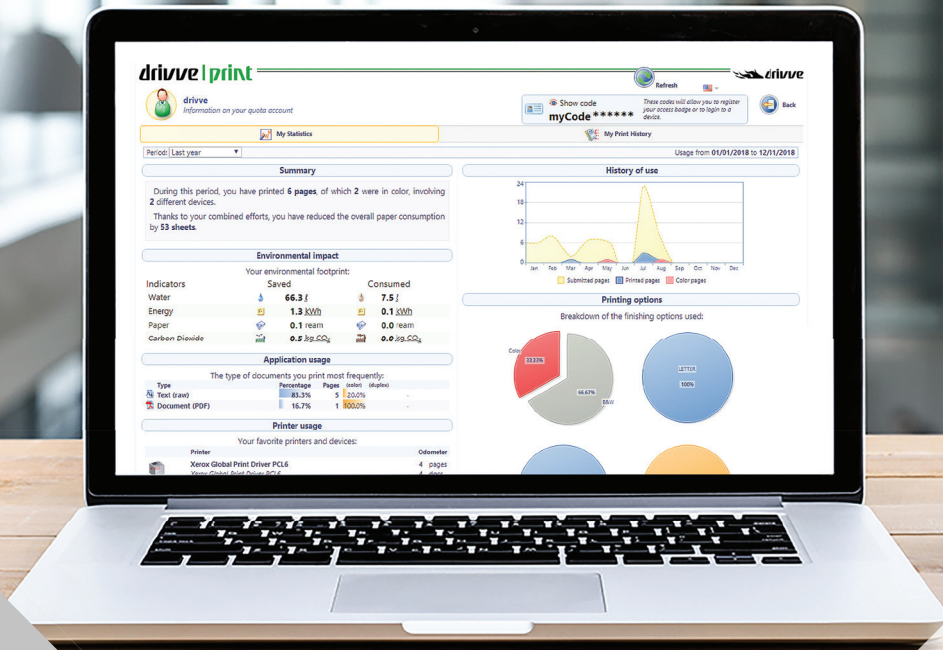 drivve | print
drivve
Refresh
drivve
Information on your quota account
Show code
myCode ******
These codes will allow you to register
your access badge or to login to a
device.
Back
My Statistics
My Print History
Period: Last year
Usage from 01/01/2018 to 12/11/2018
Summary
During this period, you have printed 6 pages, of which 2 were in color, involving
2 different devices.
Thanks to your combined efforts, you have reduced the overall paper consumption
by 53 sheets.
Environmental impact
Your environmental footprint:
Indicators Saved Consumed
Water 66.3 l 7.5 l
Energy 1.3 kWh 0.1 kWh
Paper 0.1 ream 0.0 ream
Carbon Dioxide 0.5 kg CO₂ 0.0 kg CO₂
Application usage
The type of documents you print most frequently:
Type Percentage Pages (color) (duplex)
Text (raw) 83.3% 5 20.0% -
Document (PDF) 16.7% 1 100.0% -
Printer usage
Your favorite printers and devices:
Printer Odometer
Xerox Global Print Driver PCL6 4 pages
Xerox Global Print Driver PCL6 4 docs
History of use
24
18
12
6
0
Jan Feb Mar Apr May Jun Jul Aug Sep Oct Nov Dec
Submitted pages Printed pages Color pages
Printing options
Breakdown of the finishing options used:
Color
33.33%
66.67%
B&W
LETTER
100%